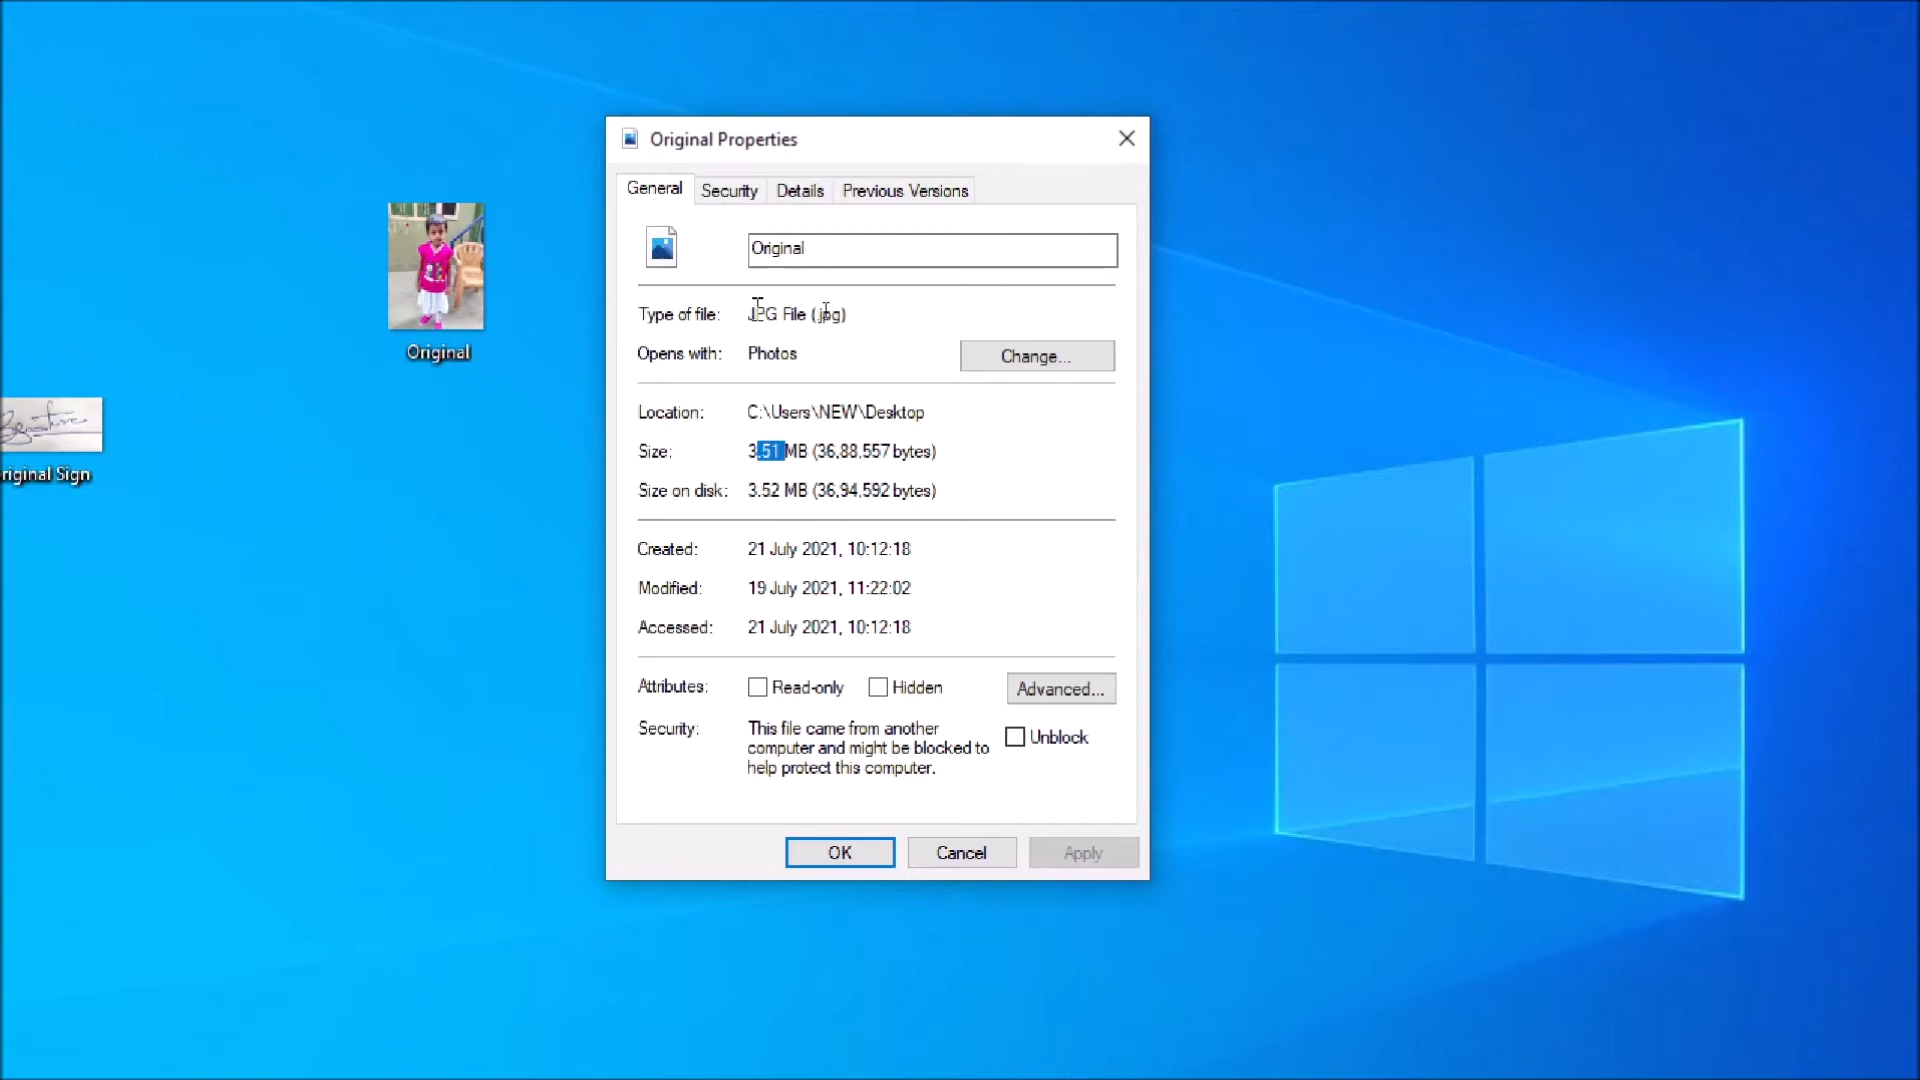 Original Properties
General Security Details Previous Versions
Original
Type of file: JPG File (.jpg)
Opens with: Photos Change...
Location: C:\Users\NEW\Desktop
Size: 3.51 MB (36,88,557 bytes)
Size on disk: 3.52 MB (36,94,592 bytes)
Created: 21 July 2021, 10:12:18
Modified: 19 July 2021, 11:22:02
Accessed: 21 July 2021, 10:12:18
Attributes: Read-only Hidden Advanced...
Security: This file came from another
computer and might be blocked to
help protect this computer.
Unblock
OK Cancel Apply
Original
Signature
riginal Sign